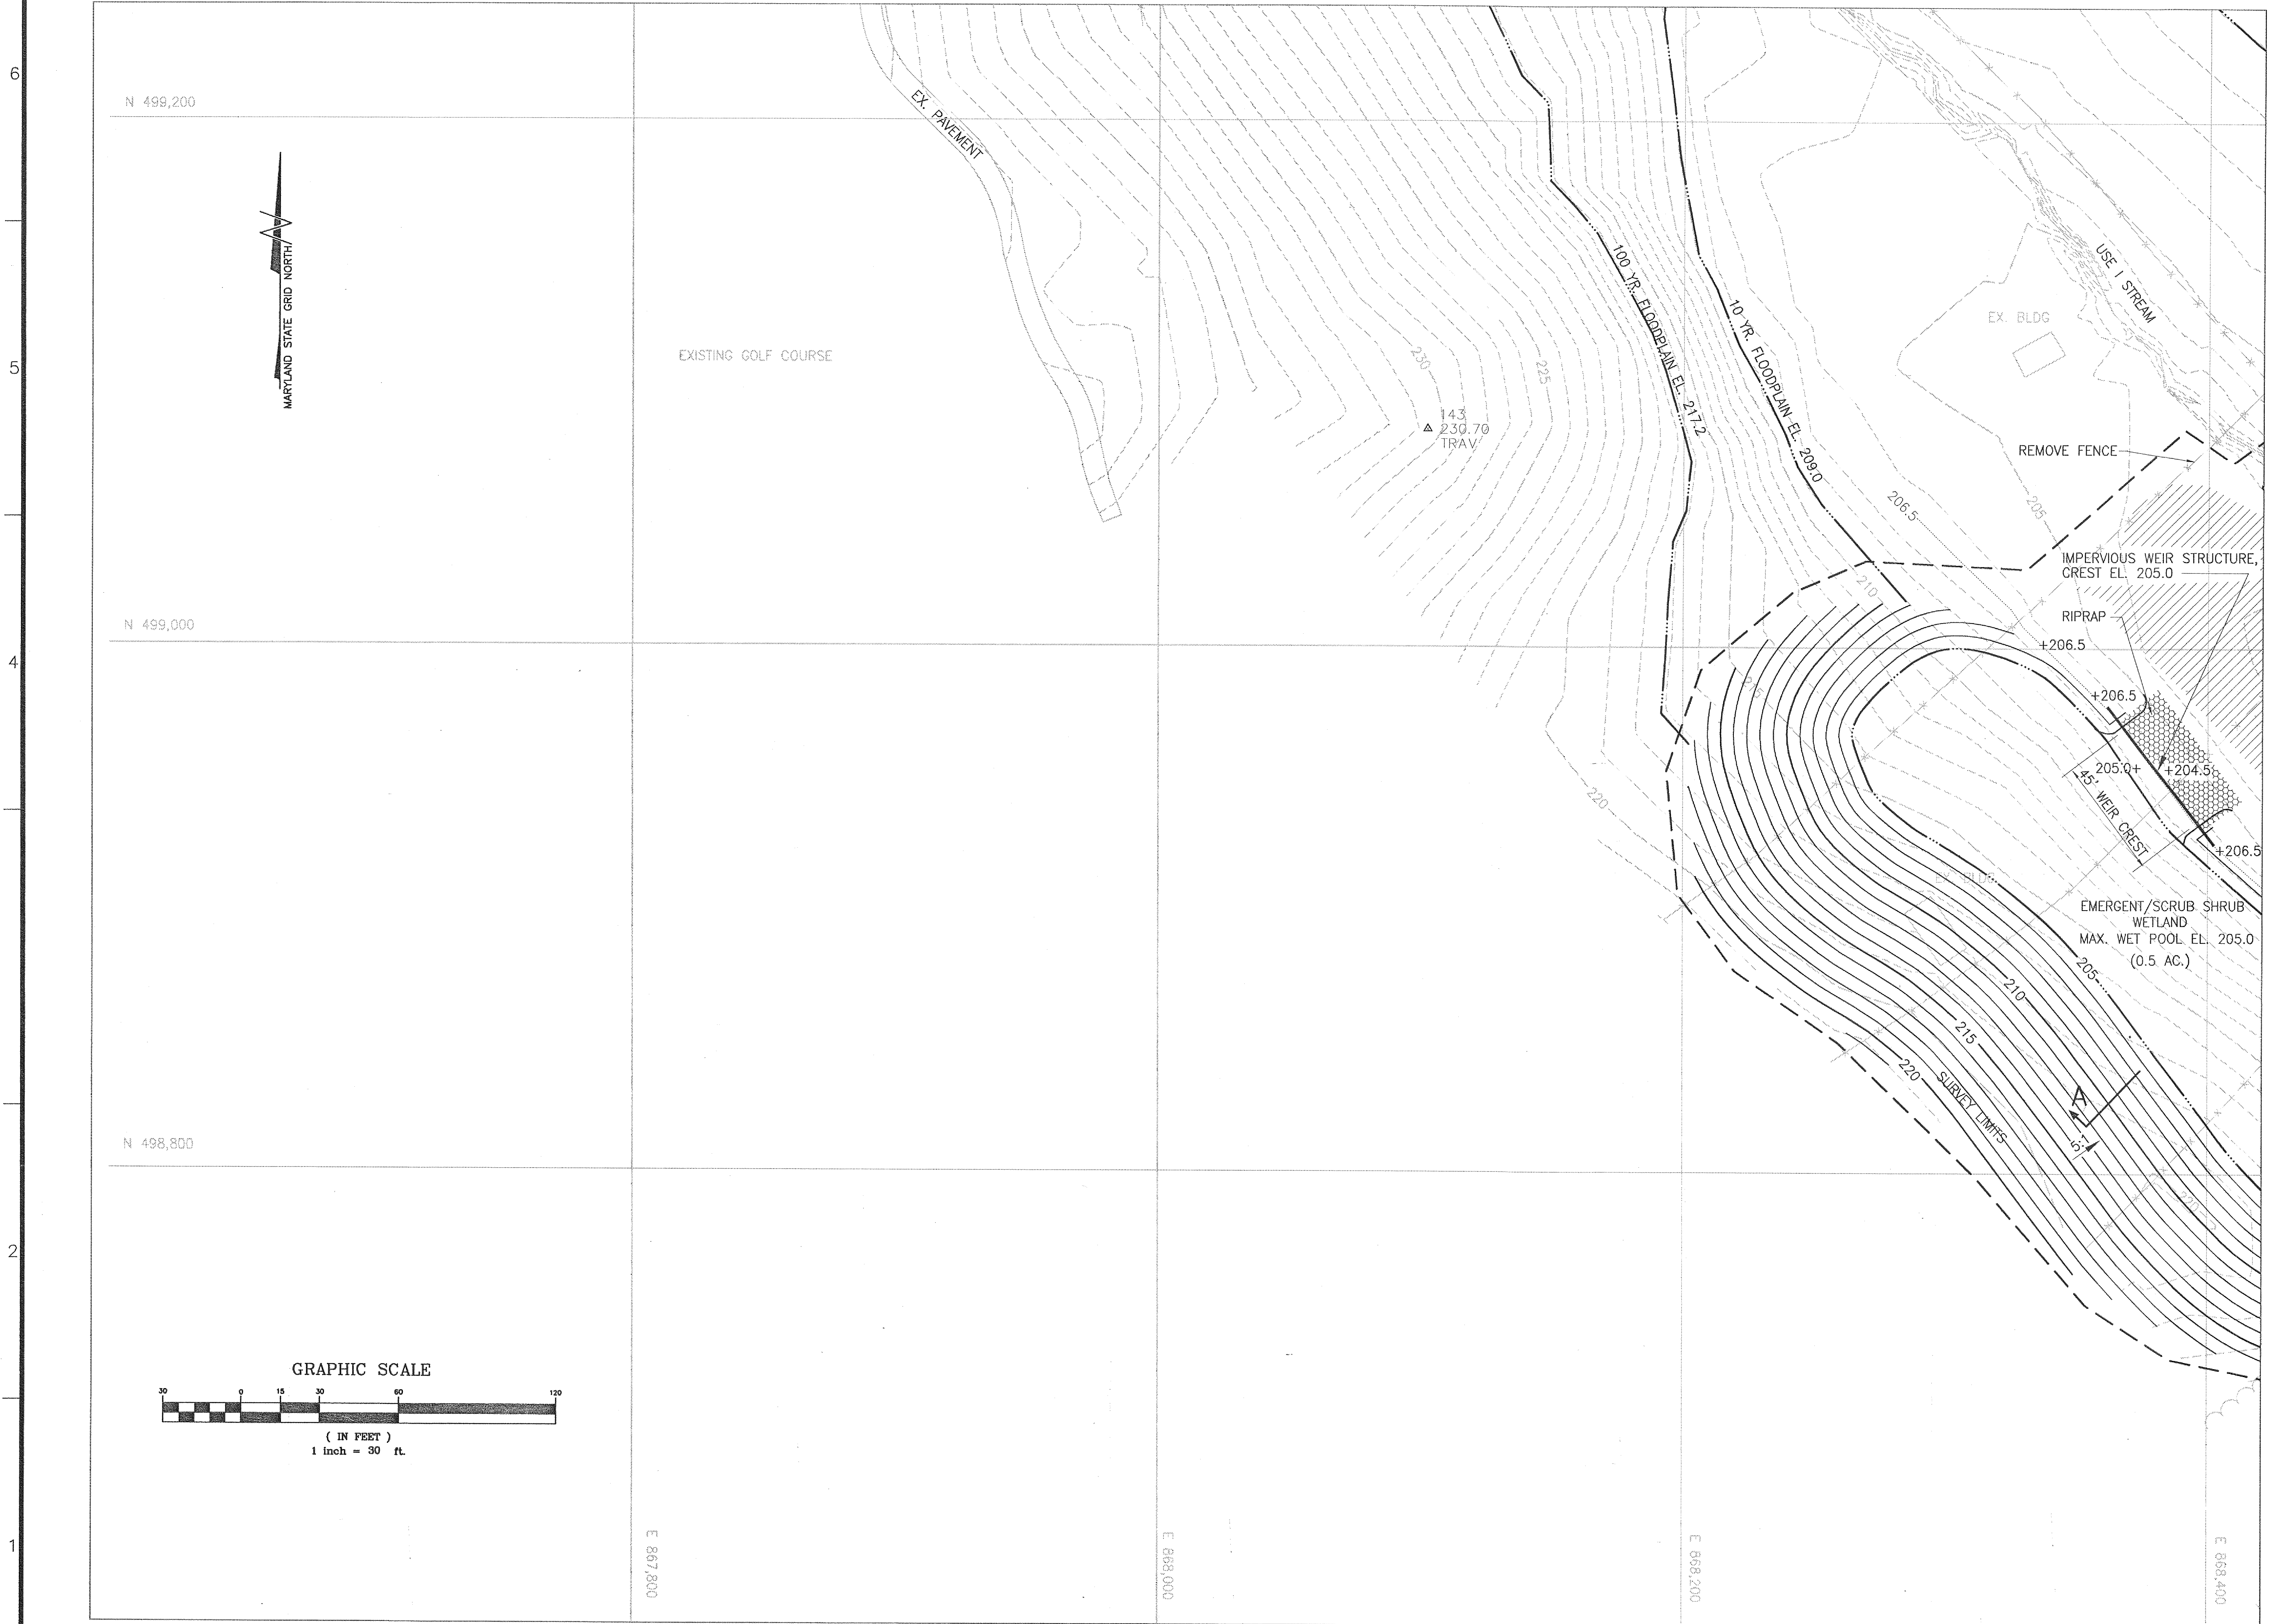 6
5
4
2
1
N 499,200
N 499,000
N 498,800
E 867,800
E 868,000
E 868,200
E 868,400
MARYLAND STATE GRID NORTH
EX. PAVEMENT
EXISTING GOLF COURSE
230
225
143
230.70
TRAV
100 YR. FLOODPLAIN EL. 217.2
10 YR. FLOODPLAIN EL. 209.0
USE I STREAM
EX. BLDG
REMOVE FENCE
206.5
205
IMPERVIOUS WEIR STRUCTURE,
CREST EL. 205.0
210
RIPRAP
+206.5
215
+206.5
205.0+
+204.5
45' WEIR CREST
220
+206.5
EX. BLDG
EMERGENT/SCRUB SHRUB
WETLAND
MAX. WET POOL EL. 205.0
(0.5 AC.)
205
210
215
220
SURVEY LIMITS
A
5:1
220
GRAPHIC SCALE
30 0 15 30 60 120
( IN FEET )
1 inch = 30 ft.